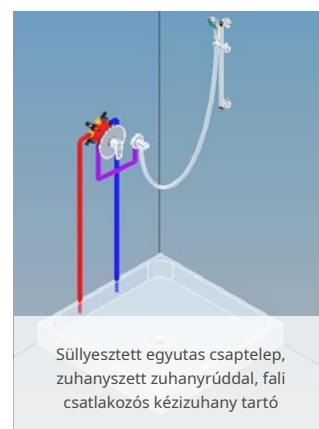 Süllyesztett egyutas csaptelep,
zuhanyszett zuhanyrúddal, fali
csatlakozós kézizuhany tartó